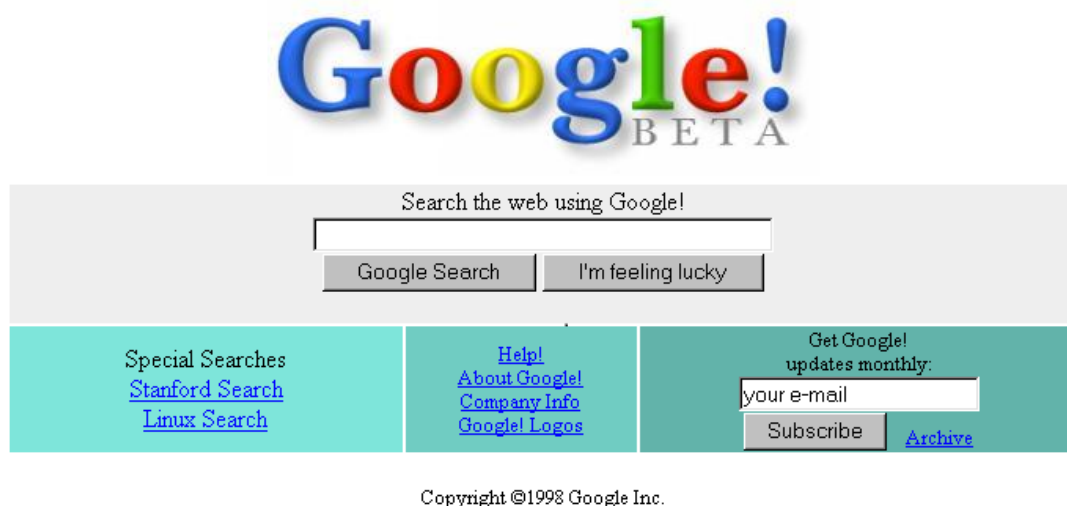 Google!
BETA
Search the web using Google!
Google Search
I'm feeling lucky
Special Searches
Stanford Search
Linux Search
Help!
About Google!
Company Info
Google! Logos
Get Google!
updates monthly:
your e-mail
Subscribe
Archive
Copyright ©1998 Google Inc.